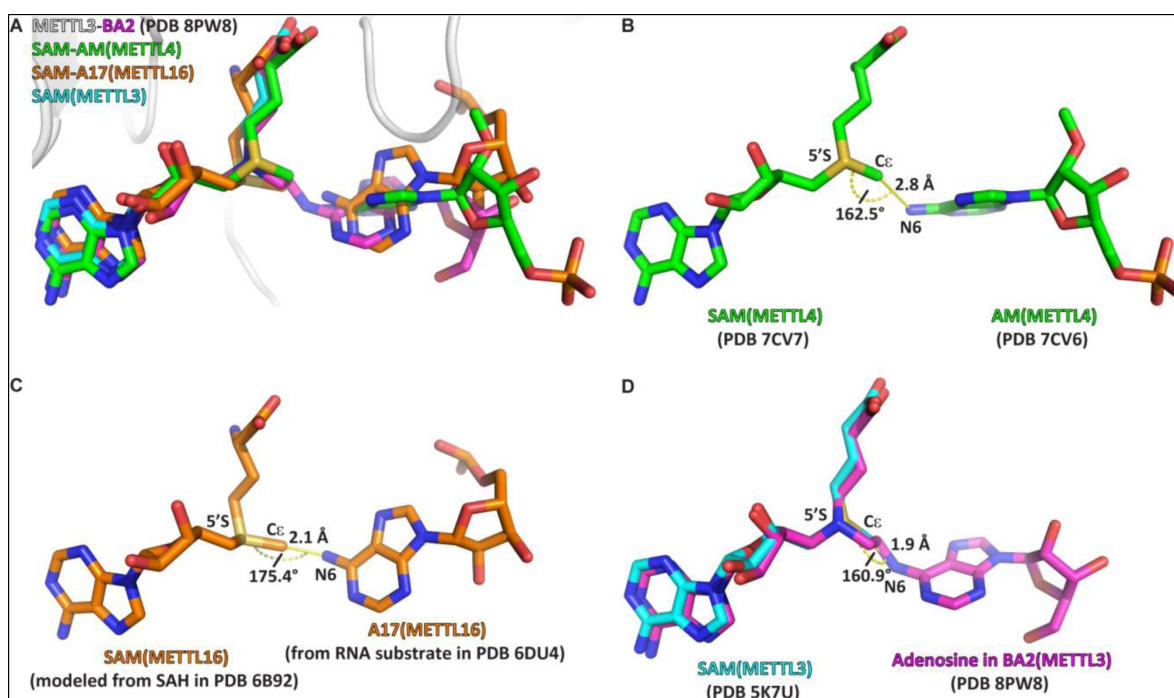 A
METTL3-BA2 (PDB 8PW8)
SAM-AM(METTL4)
SAM-A17(METTL16)
SAM(METTL3)
B
5'S
Cε
2.8 Å
162.5°
N6
SAM(METTL4)
(PDB 7CV7)
AM(METTL4)
(PDB 7CV6)
C
5'S
Cε
2.1 Å
175.4°
N6
SAM(METTL16)
(modeled from SAH in PDB 6B92)
A17(METTL16)
(from RNA substrate in PDB 6DU4)
D
5'S
Cε
1.9 Å
160.9°
N6
SAM(METTL3)
(PDB 5K7U)
Adenosine in BA2(METTL3)
(PDB 8PW8)